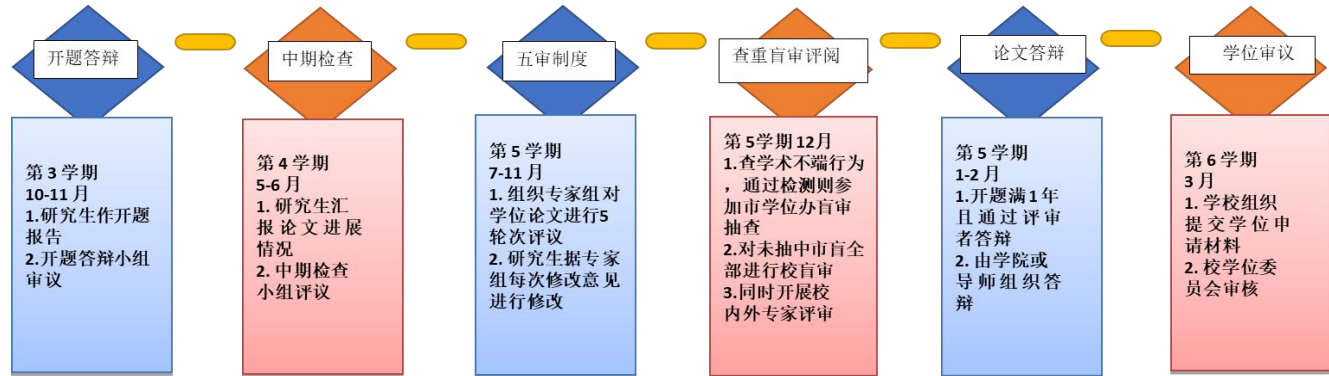 开题答辩
中期检查
五审制度
查重盲审评阅
论文答辩
学位审议
第 3 学期
10-11 月
1.研究生作开题
报告
2.开题答辩小组
审议
第 4 学期
5-6 月
1. 研究生汇
报论文进展
情况
2. 中期检查
小组评议
第 5 学期
7-11月
1. 组织专家组对
学位论文进行5
轮次评议
2. 研究生据专家
组每次修改意见
进行修改
第 5学期 12月
1.查学术不端行为
，通过检测则参
加市学位办盲审
抽查
2.对未抽中市盲全
部进行校盲审
3.同时开展校
内外专家评审
第 5 学期
1-2 月
1.开题满1年
且通过评审
者答辩
2. 由学院或
导师组织答
辩
第 6 学期
3 月
1. 学校组织
提交学位申
请材料
2. 校学位委
员会审核